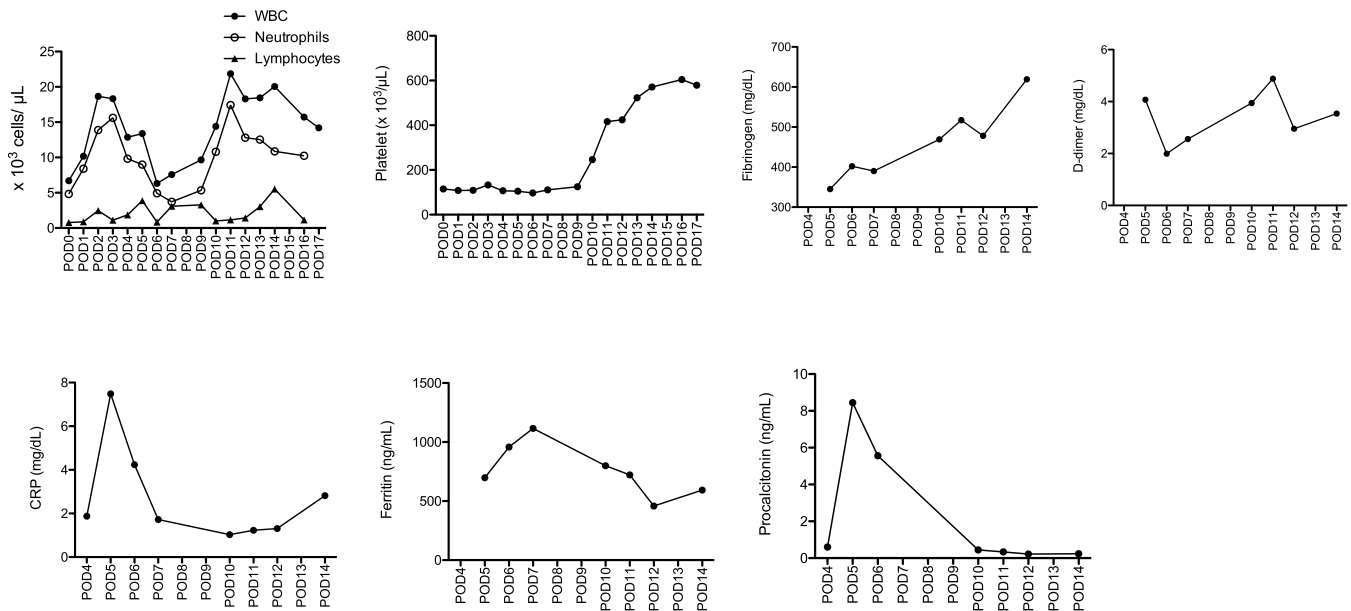 WBC
Neutrophils
Lymphocytes
x 10³ cells/ µL
25
20
15
10
5
0
POD0
POD1
POD2
POD3
POD4
POD5
POD6
POD7
POD8
POD9
POD10
POD11
POD12
POD13
POD14
POD15
POD16
POD17
Platelet (x 10³/µL)
800
600
400
200
0
POD0
POD1
POD2
POD3
POD4
POD5
POD6
POD7
POD8
POD9
POD10
POD11
POD12
POD13
POD14
POD15
POD16
POD17
Fibrinogen (mg/dL)
700
600
500
400
300
POD4
POD5
POD6
POD7
POD8
POD9
POD10
POD11
POD12
POD13
POD14
D-dimer (mg/dL)
6
4
2
0
POD4
POD5
POD6
POD7
POD8
POD9
POD10
POD11
POD12
POD13
POD14
CRP (mg/dL)
8
6
4
2
0
POD4
POD5
POD6
POD7
POD8
POD9
POD10
POD11
POD12
POD13
POD14
Ferritin (ng/mL)
1500
1000
500
0
POD4
POD5
POD6
POD7
POD8
POD9
POD10
POD11
POD12
POD13
POD14
Procalcitonin (ng/mL)
10
8
6
4
2
0
POD4
POD5
POD6
POD7
POD8
POD9
POD10
POD11
POD12
POD13
POD14